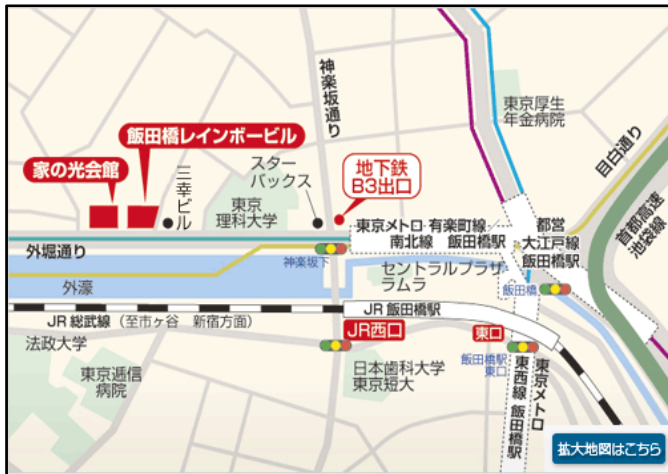 神楽坂通り
東京厚生
年金病院
目白通り
首都高速
池袋線
飯田橋レインボービル
家の光会館
三幸ビル
スター
バックス
地下鉄
B3出口
東京
理科大学
東京メトロ 有楽町線
南北線 飯田橋駅
都営
大江戸線
飯田橋駅
外堀通り
神楽坂下
セントラルプラザ
ラムラ
飯田橋
外濠
JR 飯田橋駅
JR 総武線（至市ヶ谷 新宿方面）
JR西口
東口
法政大学
飯田橋駅
東口
東京逓信
病院
日本歯科大学
東京短大
東京メトロ
東西線 飯田橋駅
拡大地図はこちら